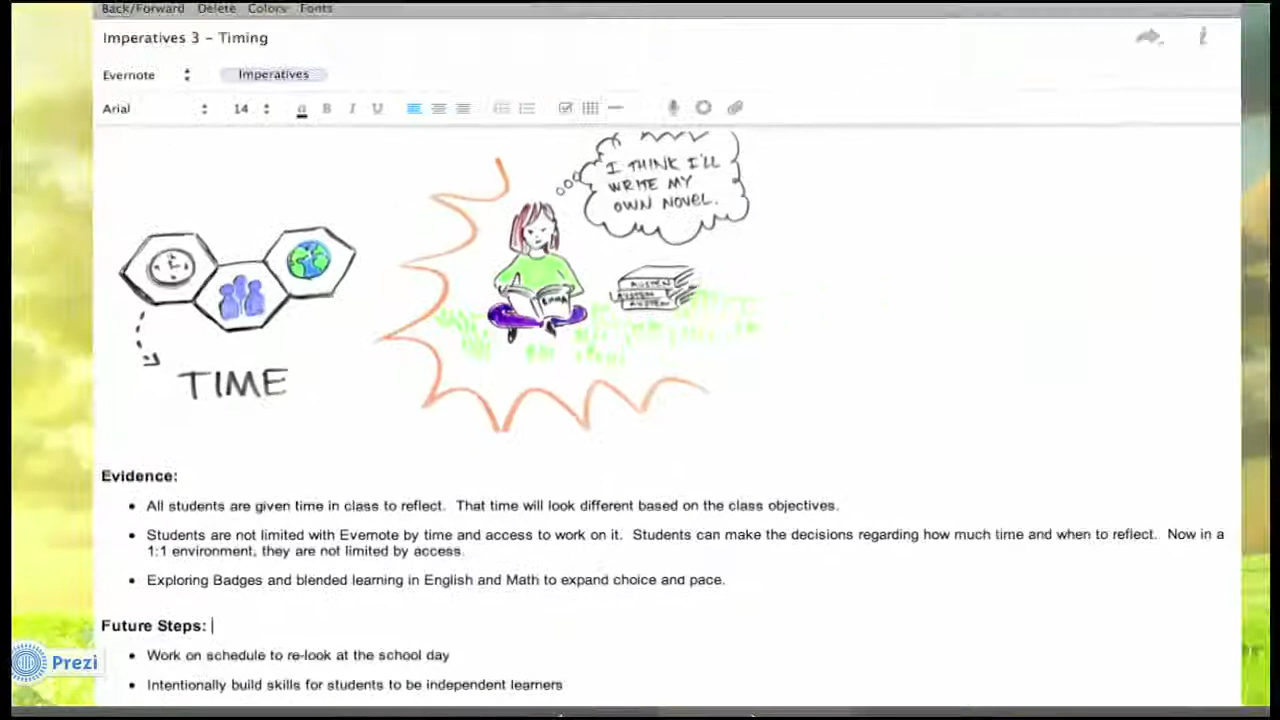 Back/Forward Delete Colors Fonts
Imperatives 3 – Timing
Evernote Imperatives
Arial 14 a B I U
I THINK I'LL
WRITE MY
OWN NOVEL.
EMMA
AUSTEN
AUSTEN
AUSTEN
TIME
Evidence:
• All students are given time in class to reflect. That time will look different based on the class objectives.
• Students are not limited with Evernote by time and access to work on it. Students can make the decisions regarding how much time and when to reflect. Now in a
1:1 environment, they are not limited by access.
• Exploring Badges and blended learning in English and Math to expand choice and pace.
Future Steps:
• Work on schedule to re-look at the school day
• Intentionally build skills for students to be independent learners
Prezi